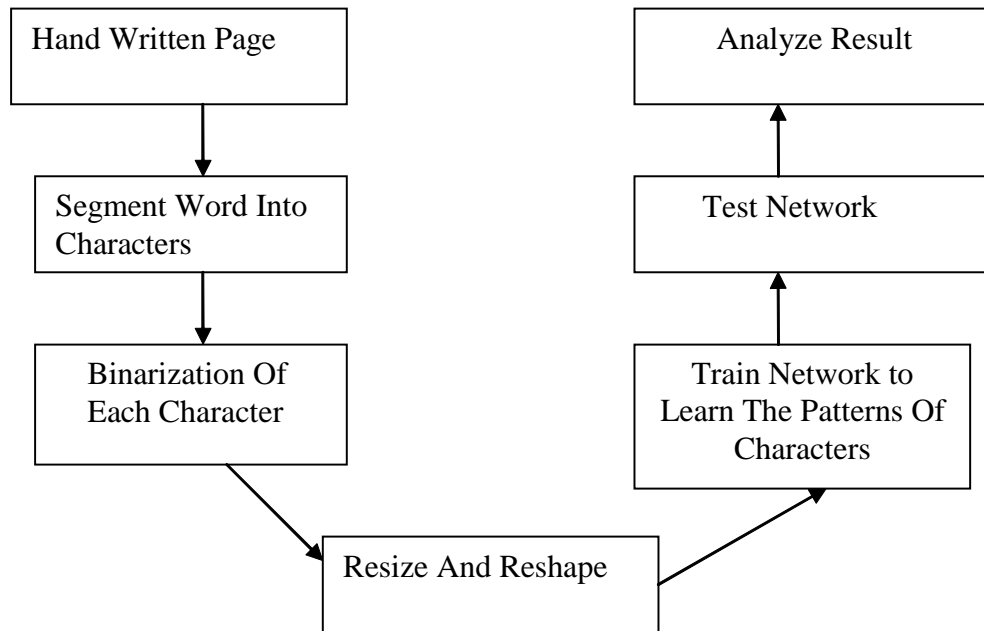 Hand Written Page
Segment Word Into
Characters
Binarization Of
Each Character
Resize And Reshape
Train Network to
Learn The Patterns Of
Characters
Test Network
Analyze Result